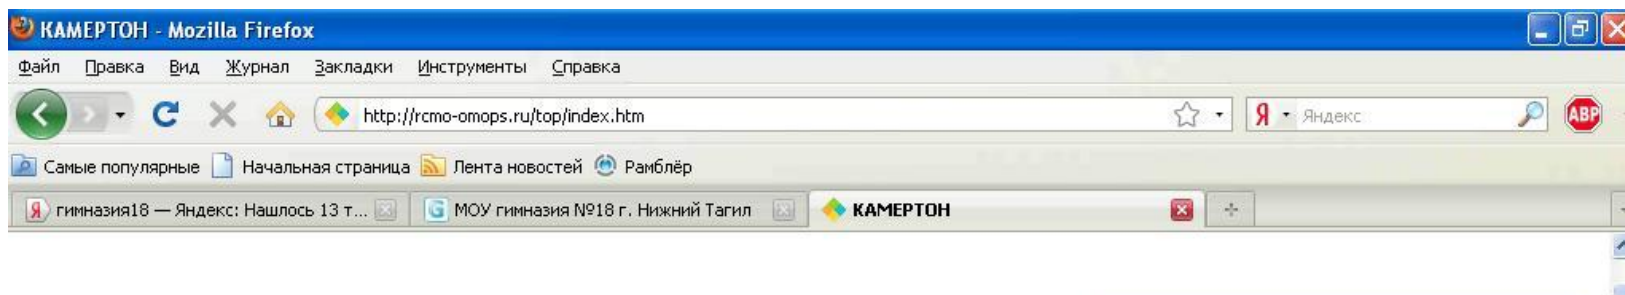 КАМЕРТОН - Mozilla Firefox
Файл Правка Вид Журнал Закладки Инструменты Справка
http://rcmo-omops.ru/top/index.htm Я Яндекс ABP
Самые популярные Начальная страница Лента новостей Рамблёр
Я гимназия18 — Яндекс: Нашлось 13 т... G МОУ гимназия №18 г. Нижний Тагил КАМЕРТОН